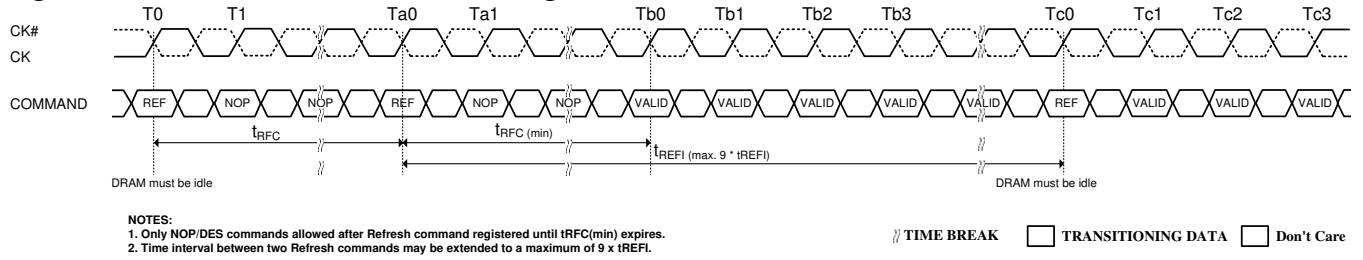 T0 T1 Ta0 Ta1 Tb0 Tb1 Tb2 Tb3 Tc0 Tc1 Tc2 Tc3
CK#
CK
COMMAND REF NOP NOP REF NOP NOP VALID VALID VALID VALID VALID REF VALID VALID VALID
tRFC tRFC (min)
tREFI (max. 9 * tREFI)
DRAM must be idle DRAM must be idle
NOTES:
1. Only NOP/DES commands allowed after Refresh command registered until tRFC(min) expires.
2. Time interval between two Refresh commands may be extended to a maximum of 9 x tREFI.
TIME BREAK TRANSITIONING DATA Don't Care